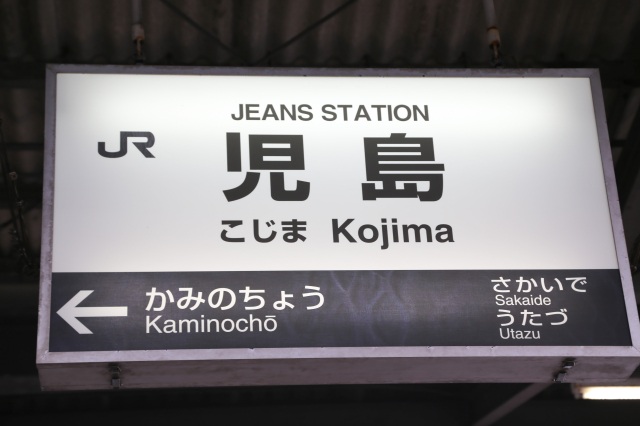 JEANS STATION
JR
児島
こじま Kojima
← かみのちょう
Kaminochō
さかいで
Sakaide
うたづ
Utazu